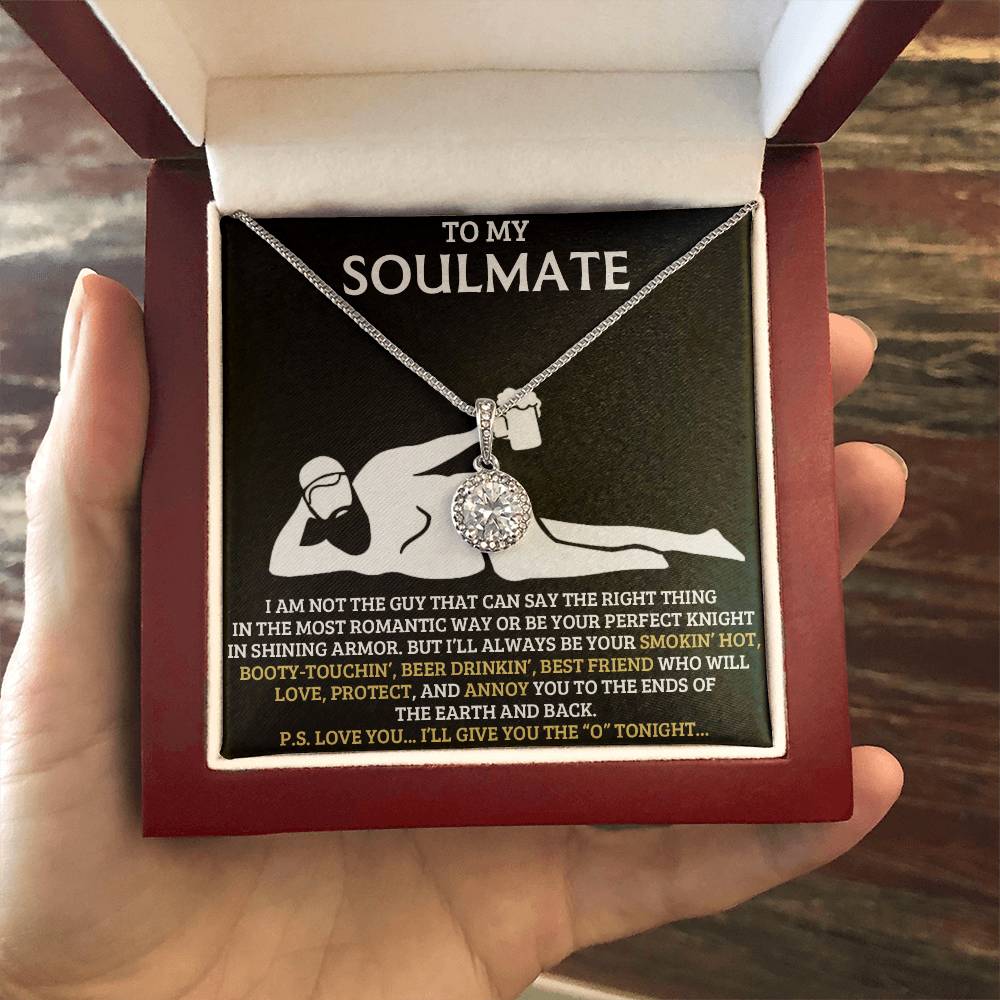 TO MY
SOULMATE
I AM NOT THE GUY THAT CAN SAY THE RIGHT THING
IN THE MOST ROMANTIC WAY OR BE YOUR PERFECT KNIGHT
IN SHINING ARMOR. BUT I'LL ALWAYS BE YOUR SMOKIN' HOT,
BOOTY-TOUCHIN', BEER DRINKIN', BEST FRIEND WHO WILL
LOVE, PROTECT, AND ANNOY YOU TO THE ENDS OF
THE EARTH AND BACK.
P.S. LOVE YOU... I'LL GIVE YOU THE "O" TONIGHT...